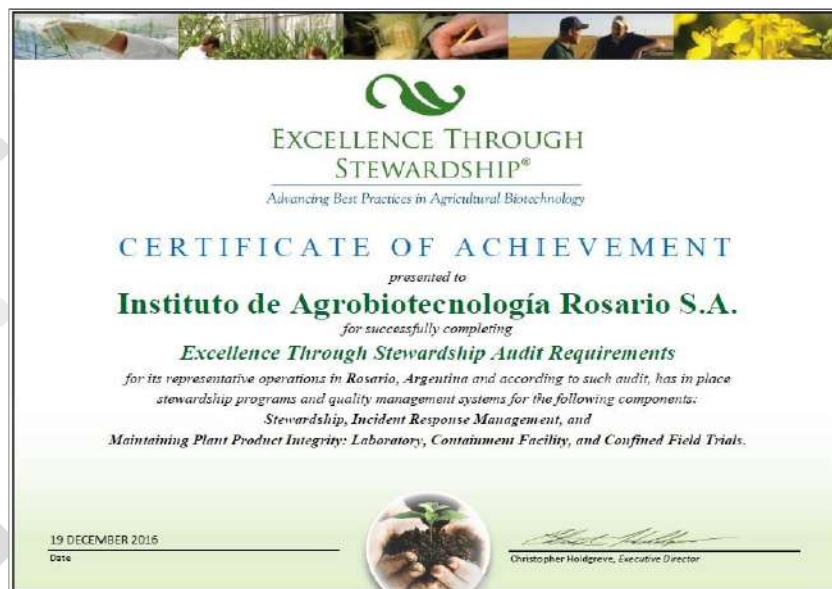 EXCELLENCE THROUGH
STEWARDSHIP®
Advancing Best Practices in Agricultural Biotechnology
CERTIFICATE OF ACHIEVEMENT
presented to
Instituto de Agrobiotecnología Rosario S.A.
for successfully completing
Excellence Through Stewardship Audit Requirements
for its representative operations in Rosario, Argentina and according to such audit, has in place
stewardship programs and quality management systems for the following components:
Stewardship, Incident Response Management, and
Maintaining Plant Product Integrity: Laboratory, Containment Facility, and Confined Field Trials.
19 DECEMBER 2016
Date
Christopher Holdgreve, Executive Director